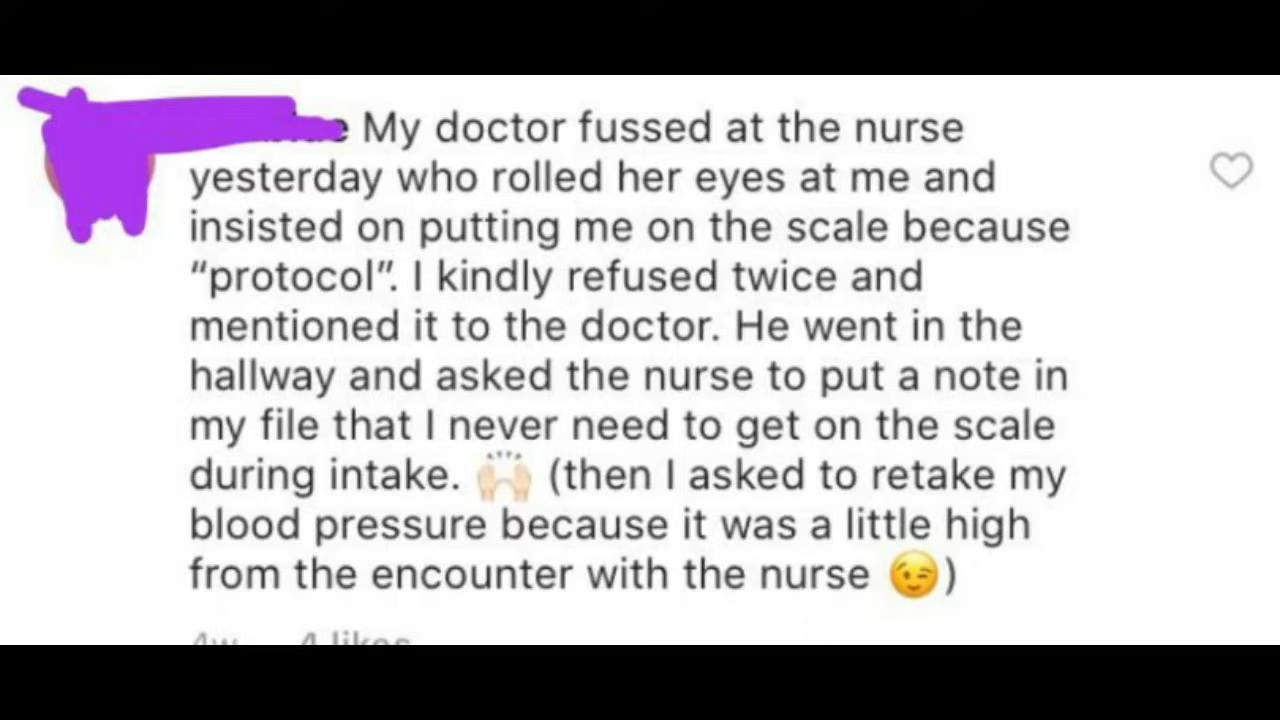 My doctor fussed at the nurse
yesterday who rolled her eyes at me and
insisted on putting me on the scale because
"protocol". I kindly refused twice and
mentioned it to the doctor. He went in the
hallway and asked the nurse to put a note in
my file that I never need to get on the scale
during intake. 🙌🏻 (then I asked to retake my
blood pressure because it was a little high
from the encounter with the nurse 😉)
4w 4 likes